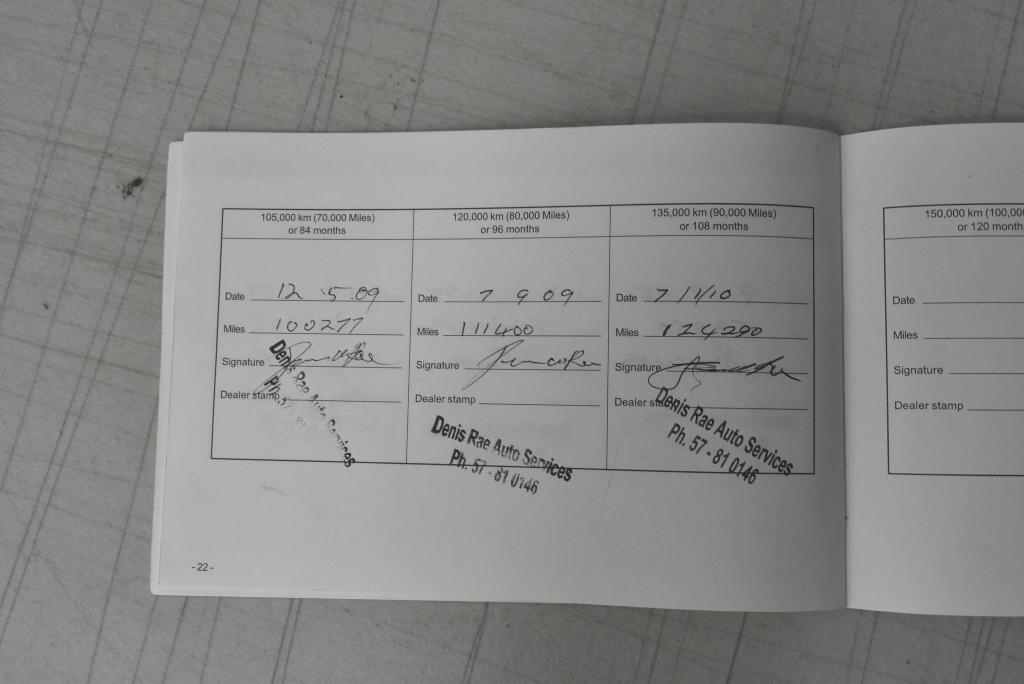 105,000 km (70,000 Miles)
or 84 months
Date 12 5 09
Miles 100277
Signature
Dealer stamp
Denis Rae Auto Services
Ph. 57 - 81
120,000 km (80,000 Miles)
or 96 months
Date 7 9 09
Miles 111400
Signature
Dealer stamp
Denis Rae Auto Services
Ph. 57 - 81 0146
135,000 km (90,000 Miles)
or 108 months
Date 7/1/10
Miles 124290
Signature
Dealer
Denis Rae Auto Services
Ph. 57 - 81 0146
150,000 km (100,00
or 120 month
Date
Miles
Signature
Dealer stamp
- 22 -